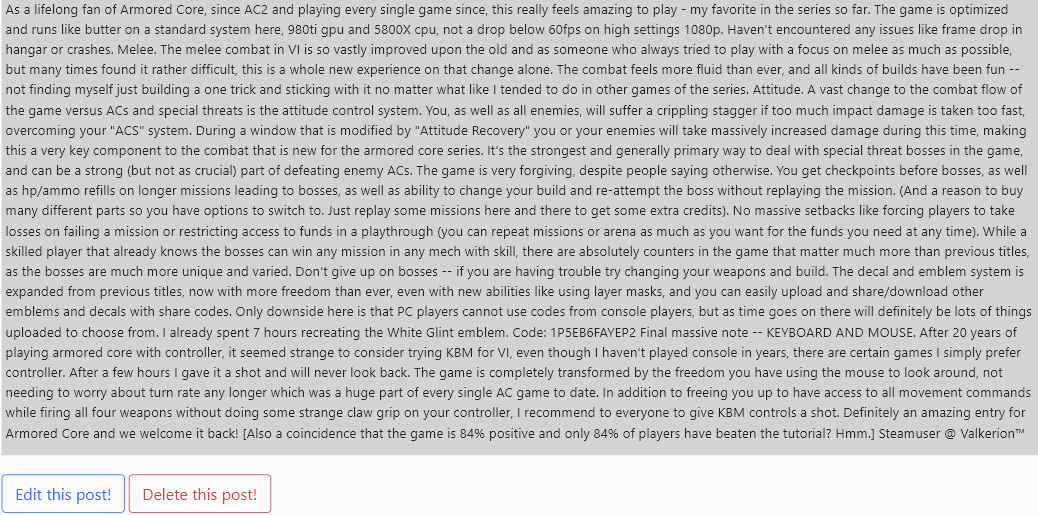 As a lifelong fan of Armored Core, since AC2 and playing every single game since, this really feels amazing to play - my favorite in the series so far. The game is optimized
and runs like butter on a standard system here, 980ti gpu and 5800X cpu, not a drop below 60fps on high settings 1080p. Haven't encountered any issues like frame drop in
hangar or crashes. Melee. The melee combat in VI is so vastly improved upon the old and as someone who always tried to play with a focus on melee as much as possible,
but many times found it rather difficult, this is a whole new experience on that change alone. The combat feels more fluid than ever, and all kinds of builds have been fun --
not finding myself just building a one trick and sticking with it no matter what like I tended to do in other games of the series. Attitude. A vast change to the combat flow of
the game versus ACs and special threats is the attitude control system. You, as well as all enemies, will suffer a crippling stagger if too much impact damage is taken too fast,
overcoming your "ACS" system. During a window that is modified by "Attitude Recovery" you or your enemies will take massively increased damage during this time, making
this a very key component to the combat that is new for the armored core series. It's the strongest and generally primary way to deal with special threat bosses in the game,
and can be a strong (but not as crucial) part of defeating enemy ACs. The game is very forgiving, despite people saying otherwise. You get checkpoints before bosses, as well
as hp/ammo refills on longer missions leading to bosses, as well as ability to change your build and re-attempt the boss without replaying the mission. (And a reason to buy
many different parts so you have options to switch to. Just replay some missions here and there to get some extra credits). No massive setbacks like forcing players to take
losses on failing a mission or restricting access to funds in a playthrough (you can repeat missions or arena as much as you want for the funds you need at any time). While a
skilled player that already knows the bosses can win any mission in any mech with skill, there are absolutely counters in the game that matter much more than previous titles,
as the bosses are much more unique and varied. Don't give up on bosses -- if you are having trouble try changing your weapons and build. The decal and emblem system is
expanded from previous titles, now with more freedom than ever, even with new abilities like using layer masks, and you can easily upload and share/download other
emblems and decals with share codes. Only downside here is that PC players cannot use codes from console players, but as time goes on there will definitely be lots of things
uploaded to choose from. I already spent 7 hours recreating the White Glint emblem. Code: 1P5EB6FAYEP2 Final massive note -- KEYBOARD AND MOUSE. After 20 years of
playing armored core with controller, it seemed strange to consider trying KBM for VI, even though I haven't played console in years, there are certain games I simply prefer
controller. After a few hours I gave it a shot and will never look back. The game is completely transformed by the freedom you have using the mouse to look around, not
needing to worry about turn rate any longer which was a huge part of every single AC game to date. In addition to freeing you up to have access to all movement commands
while firing all four weapons without doing some strange claw grip on your controller, I recommend to everyone to give KBM controls a shot. Definitely an amazing entry for
Armored Core and we welcome it back! [Also a coincidence that the game is 84% positive and only 84% of players have beaten the tutorial? Hmm.] Steamuser @ Valkerion™
Edit this post! Delete this post!